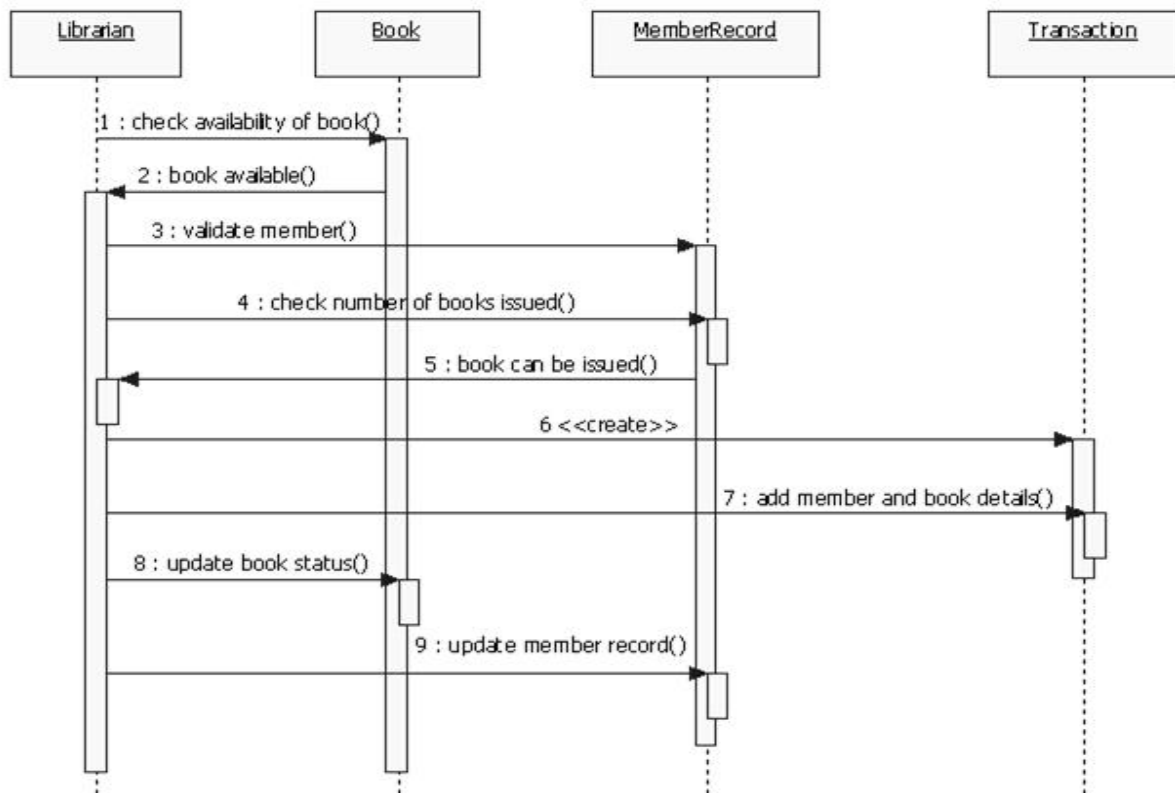 Librarian
Book
MemberRecord
Transaction
1 : check availability of book()
2 : book available()
3 : validate member()
4 : check number of books issued()
5 : book can be issued()
6 <<create>>
7 : add member and book details()
8 : update book status()
9 : update member record()